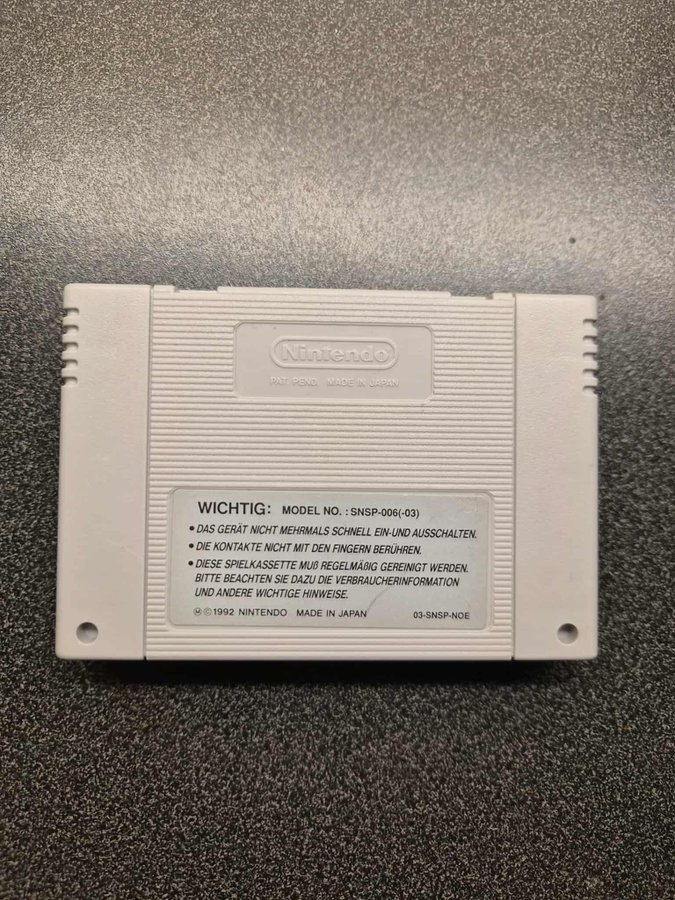 Nintendo
PAT. PEND. MADE IN JAPAN
WICHTIG: MODEL NO. : SNSP-006(-03)
• DAS GERÄT NICHT MEHRMALS SCHNELL EIN-UND AUSSCHALTEN.
• DIE KONTAKTE NICHT MIT DEN FINGERN BERÜHREN.
• DIESE SPIELKASSETTE MUß REGELMÄßIG GEREINIGT WERDEN.
BITTE BEACHTEN SIE DAZU DIE VERBRAUCHERINFORMATION
UND ANDERE WICHTIGE HINWEISE.
Ⓜ©1992 NINTENDO MADE IN JAPAN 03-SNSP-NOE